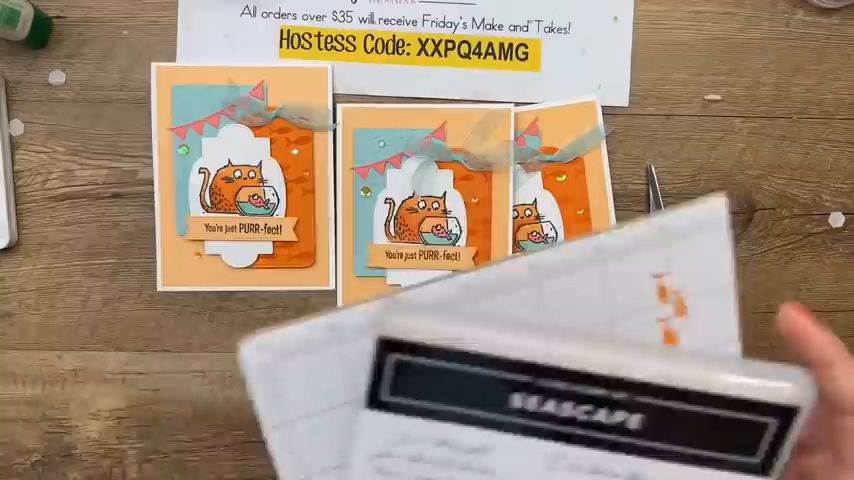 All orders over $35 will receive Friday's Make and Takes!
Hostess Code: XXPQ4AMG
You're just PURR-fect!
You're just PURR-fect!
SEASCAPE